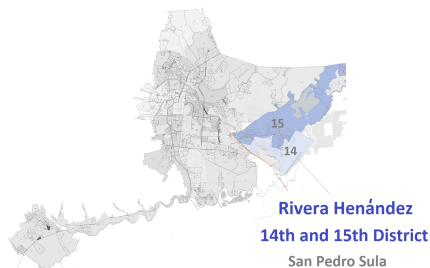 15
14
Rivera Henández
14th and 15th District
San Pedro Sula